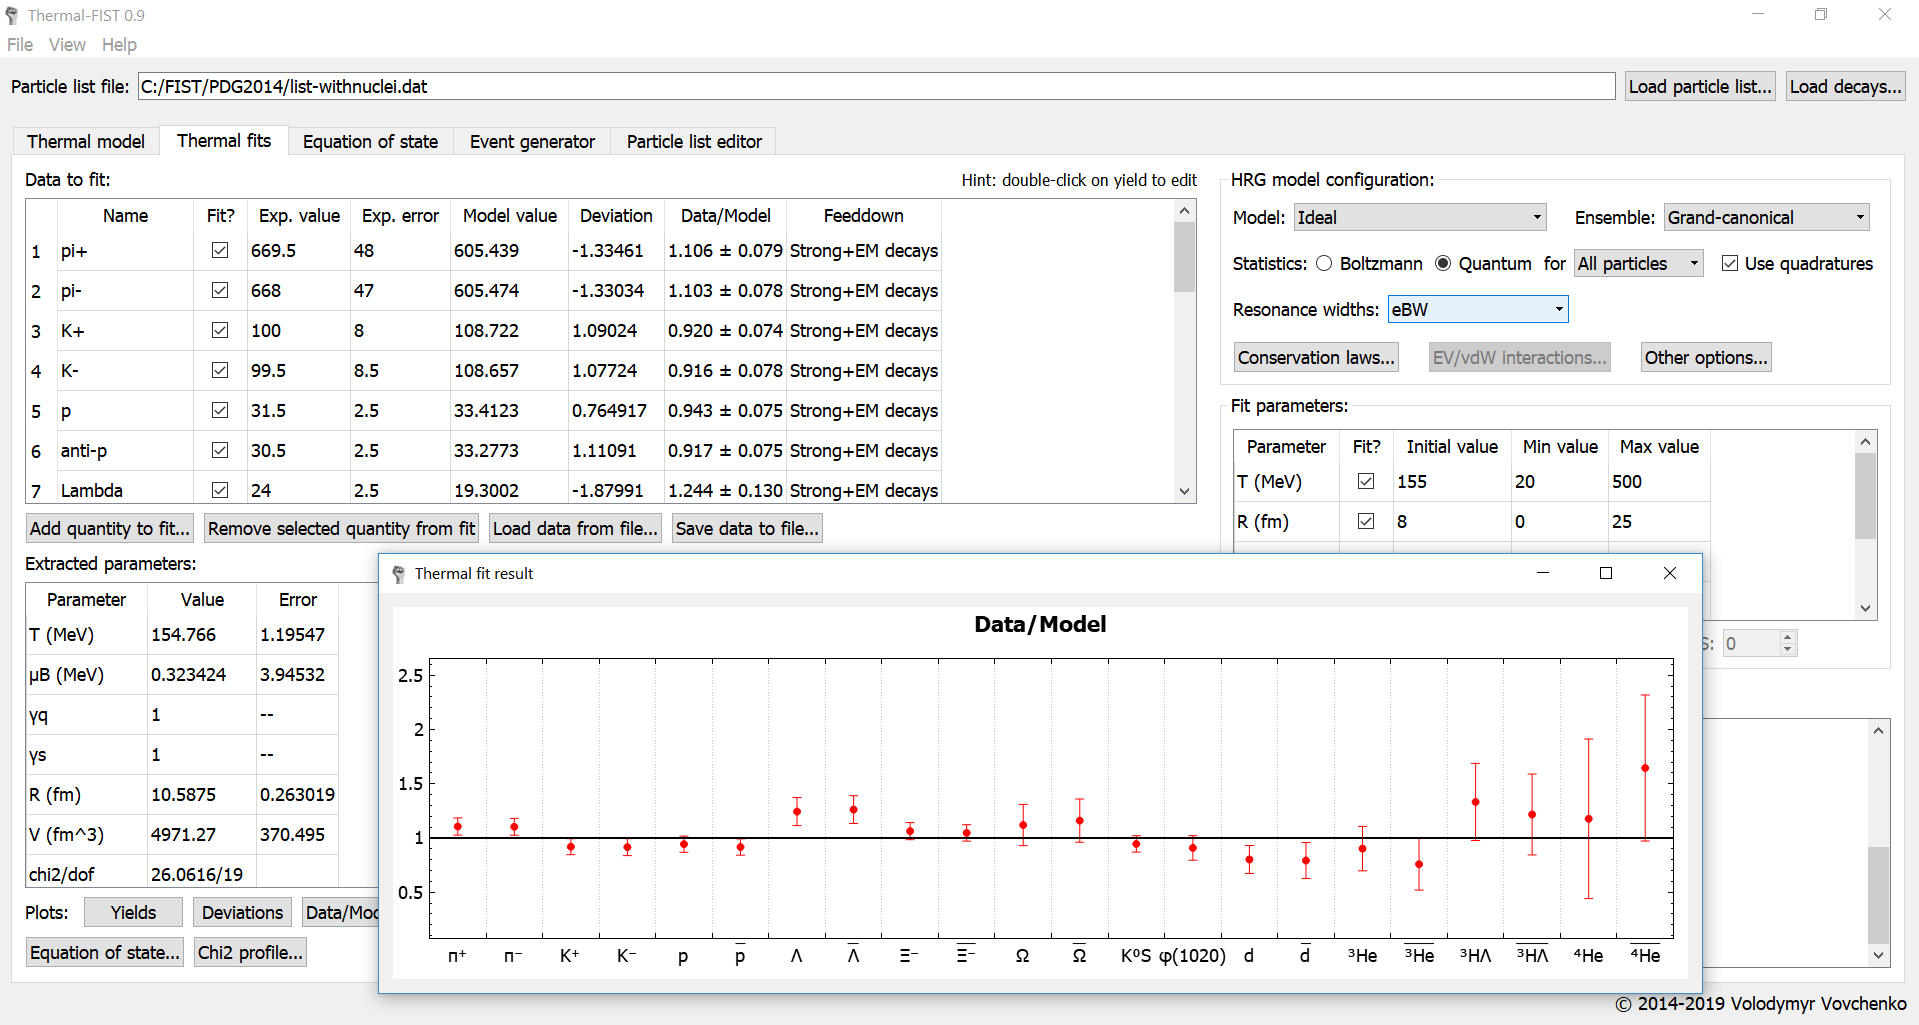 Thermal-FIST 0.9
File View Help
Particle list file: C:/FIST/PDG2014/list-withnuclei.dat Load particle list... Load decays...
Thermal model Thermal fits Equation of state Event generator Particle list editor
Data to fit: Hint: double-click on yield to edit
Name Fit? Exp. value Exp. error Model value Deviation Data/Model Feeddown
1 pi+ 669.5 48 605.439 -1.33461 1.106 ± 0.079 Strong+EM decays
2 pi- 668 47 605.474 -1.33034 1.103 ± 0.078 Strong+EM decays
3 K+ 100 8 108.722 1.09024 0.920 ± 0.074 Strong+EM decays
4 K- 99.5 8.5 108.657 1.07724 0.916 ± 0.078 Strong+EM decays
5 p 31.5 2.5 33.4123 0.764917 0.943 ± 0.075 Strong+EM decays
6 anti-p 30.5 2.5 33.2773 1.11091 0.917 ± 0.075 Strong+EM decays
7 Lambda 24 2.5 19.3002 -1.87991 1.244 ± 0.130 Strong+EM decays
Add quantity to fit... Remove selected quantity from fit Load data from file... Save data to file...
HRG model configuration:
Model: Ideal Ensemble: Grand-canonical
Statistics: Boltzmann Quantum for All particles Use quadratures
Resonance widths: eBW
Conservation laws... EV/vdW interactions... Other options...
Fit parameters:
Parameter Fit? Initial value Min value Max value
T (MeV) 155 20 500
R (fm) 8 0 25
S: 0
Extracted parameters:
Parameter Value Error
T (MeV) 154.766 1.19547
μB (MeV) 0.323424 3.94532
γq 1 --
γs 1 --
R (fm) 10.5875 0.263019
V (fm^3) 4971.27 370.495
chi2/dof 26.0616/19
Plots: Yields Deviations Data/Mod
Equation of state... Chi2 profile...
Thermal fit result
Data/Model
2.5
2
1.5
1
0.5
π⁺ π⁻ K⁺ K⁻ p p̅ Λ Λ̅ Ξ⁻ Ξ̅⁻ Ω Ω̅ K⁰S φ(1020) d d̅ ³He ³H̅e̅ ³HΛ ³H̅Λ̅ ⁴He ⁴H̅e̅
© 2014-2019 Volodymyr Vovchenko